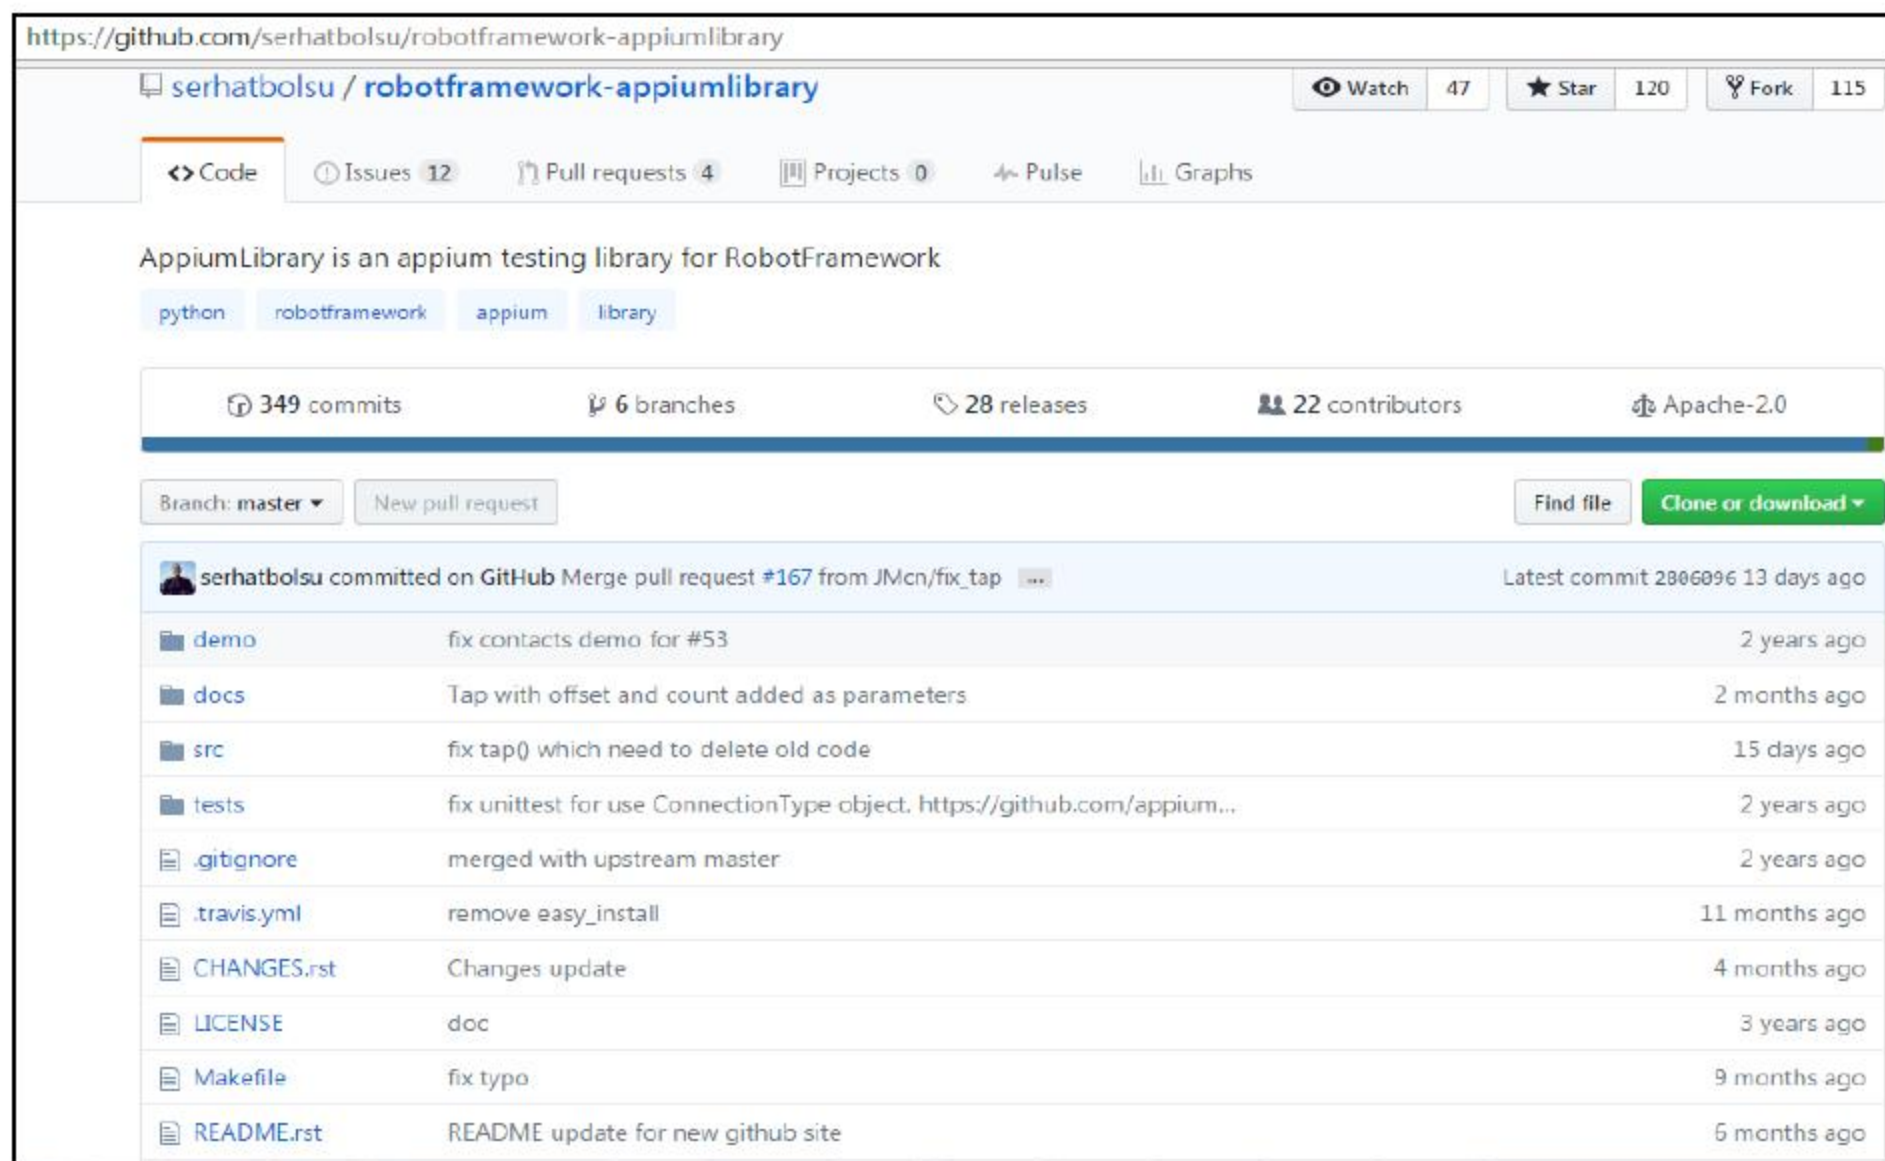 https://github.com/serhatbolsu/robotframework-appiumlibrary
serhatbolsu / robotframework-appiumlibrary Watch 47 Star 120 Fork 115
Code Issues 12 Pull requests 4 Projects 0 Pulse Graphs
AppiumLibrary is an appium testing library for RobotFramework
python robotframework appium library
349 commits 6 branches 28 releases 22 contributors Apache-2.0
Branch: master New pull request Find file Clone or download
serhatbolsu committed on GitHub Merge pull request #167 from JMcn/fix_tap ... Latest commit 2806096 13 days ago
demo fix contacts demo for #53 2 years ago
docs Tap with offset and count added as parameters 2 months ago
src fix tap() which need to delete old code 15 days ago
tests fix unittest for use ConnectionType object. https://github.com/appium... 2 years ago
.gitignore merged with upstream master 2 years ago
.travis.yml remove easy_install 11 months ago
CHANGES.rst Changes update 4 months ago
LICENSE doc 3 years ago
Makefile fix typo 9 months ago
README.rst README update for new github site 6 months ago